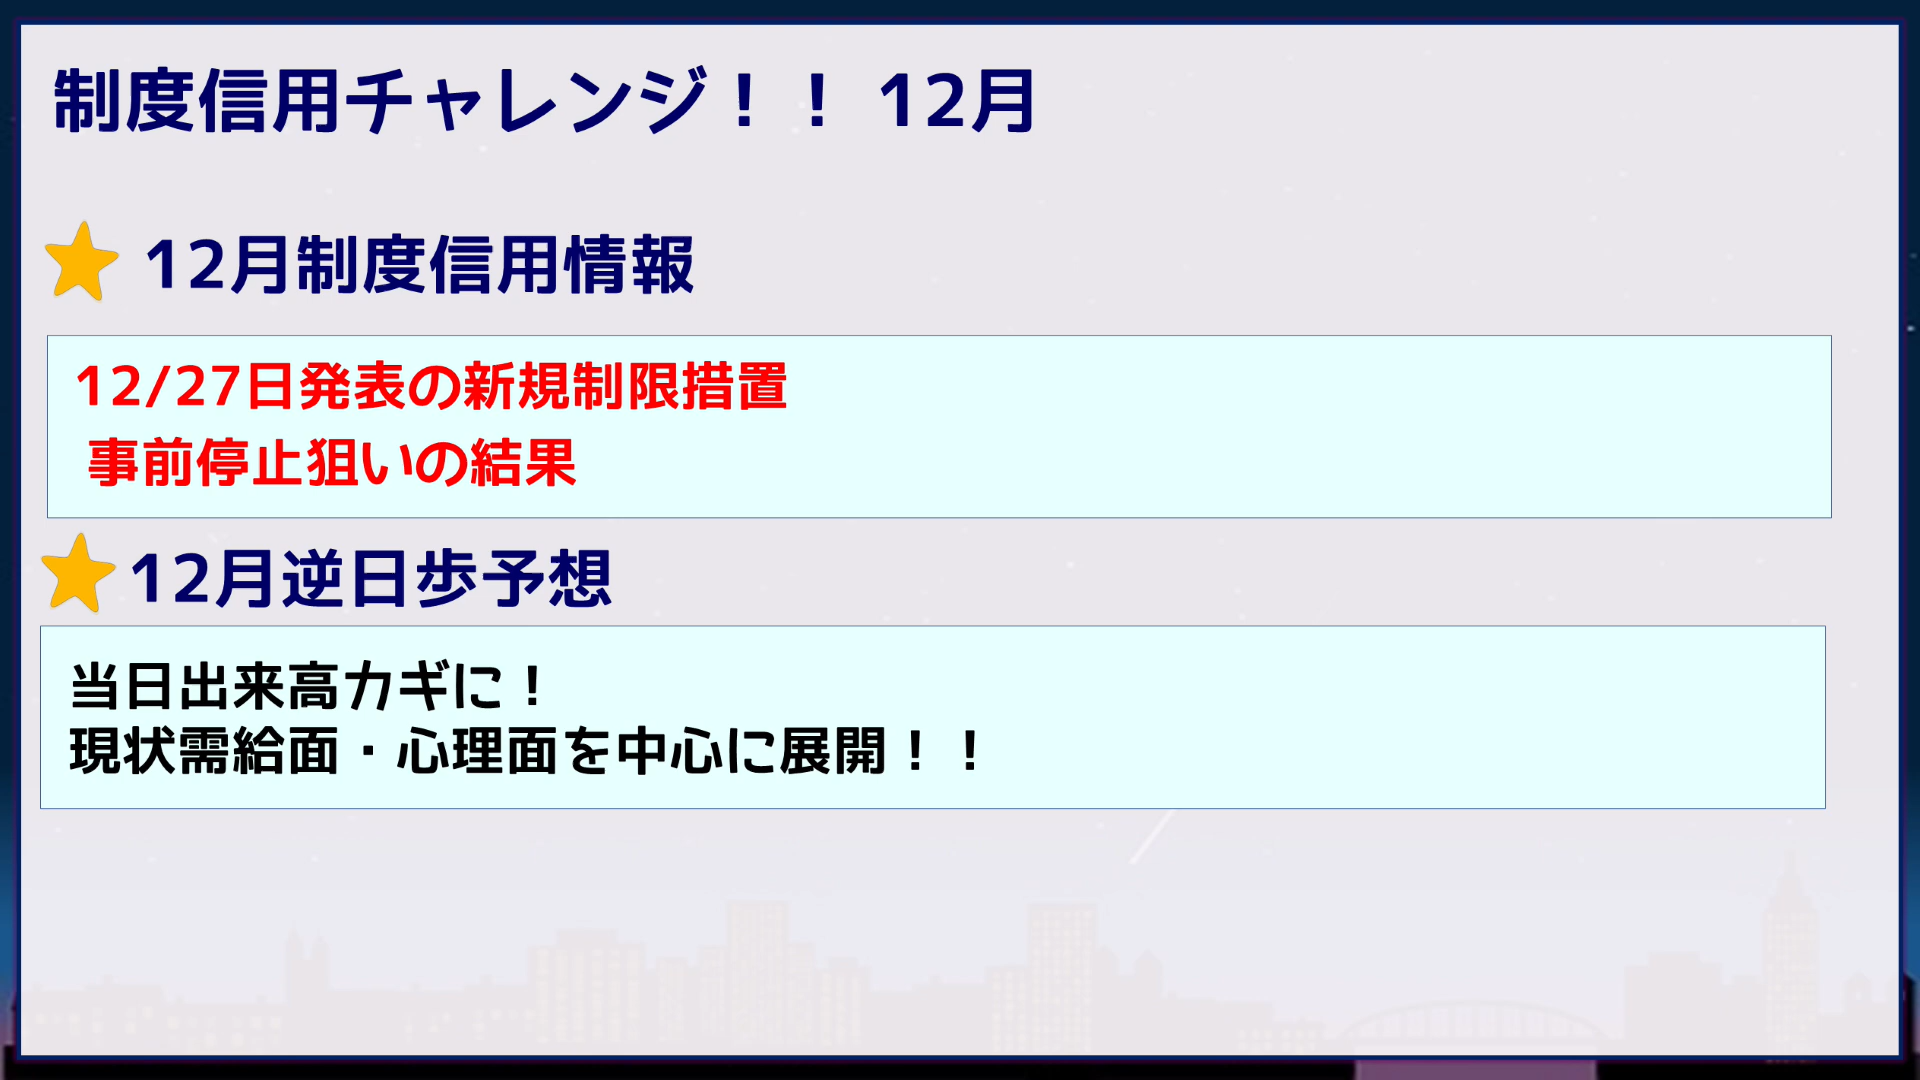 制度信用チャレンジ！！ 12月
12月制度信用情報
12/27日発表の新規制限措置
事前停止狙いの結果
12月逆日歩予想
当日出来高カギに！
現状需給面・心理面を中心に展開！！